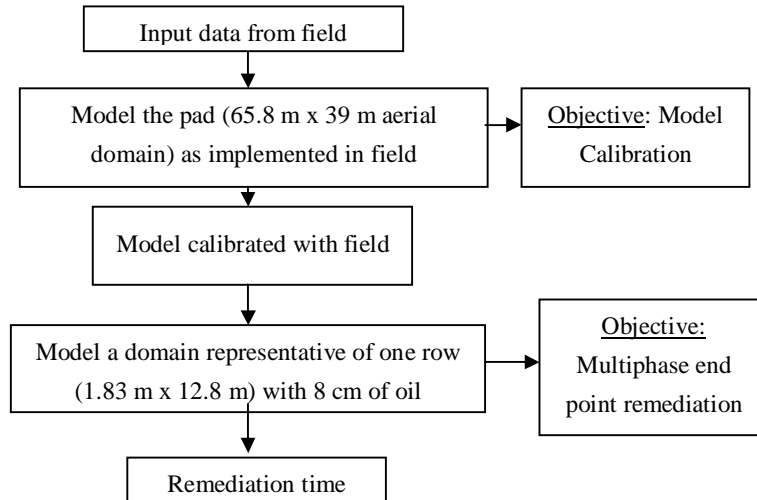 Input data from field
Model the pad (65.8 m x 39 m aerial
domain) as implemented in field
Objective: Model
Calibration
Model calibrated with field
Model a domain representative of one row
(1.83 m x 12.8 m) with 8 cm of oil
Objective:
Multiphase end
point remediation
Remediation time